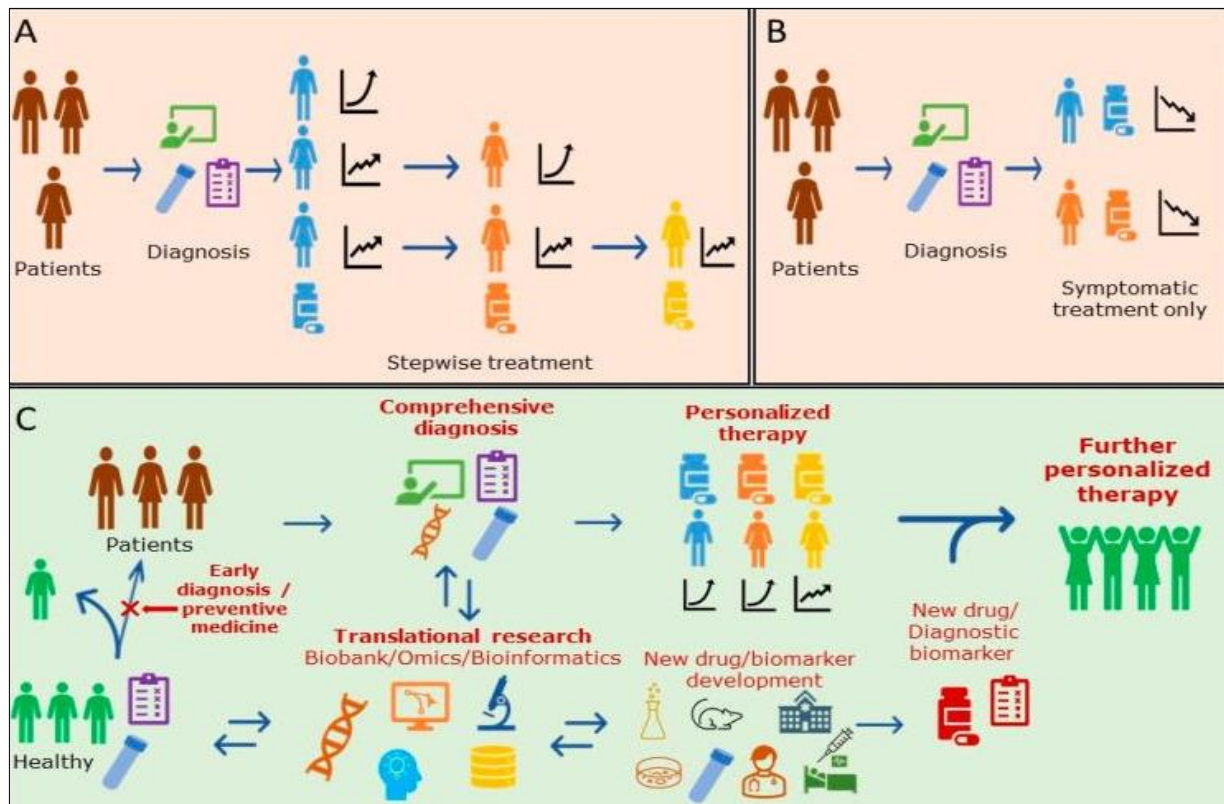 A
Patients
Diagnosis
Stepwise treatment
B
Patients
Diagnosis
Symptomatic
treatment only
C
Patients
Early
diagnosis /
preventive
medicine
Healthy
Comprehensive
diagnosis
Translational research
Biobank/Omics/Bioinformatics
Personalized
therapy
New drug/biomarker
development
New drug/
Diagnostic
biomarker
Further
personalized
therapy